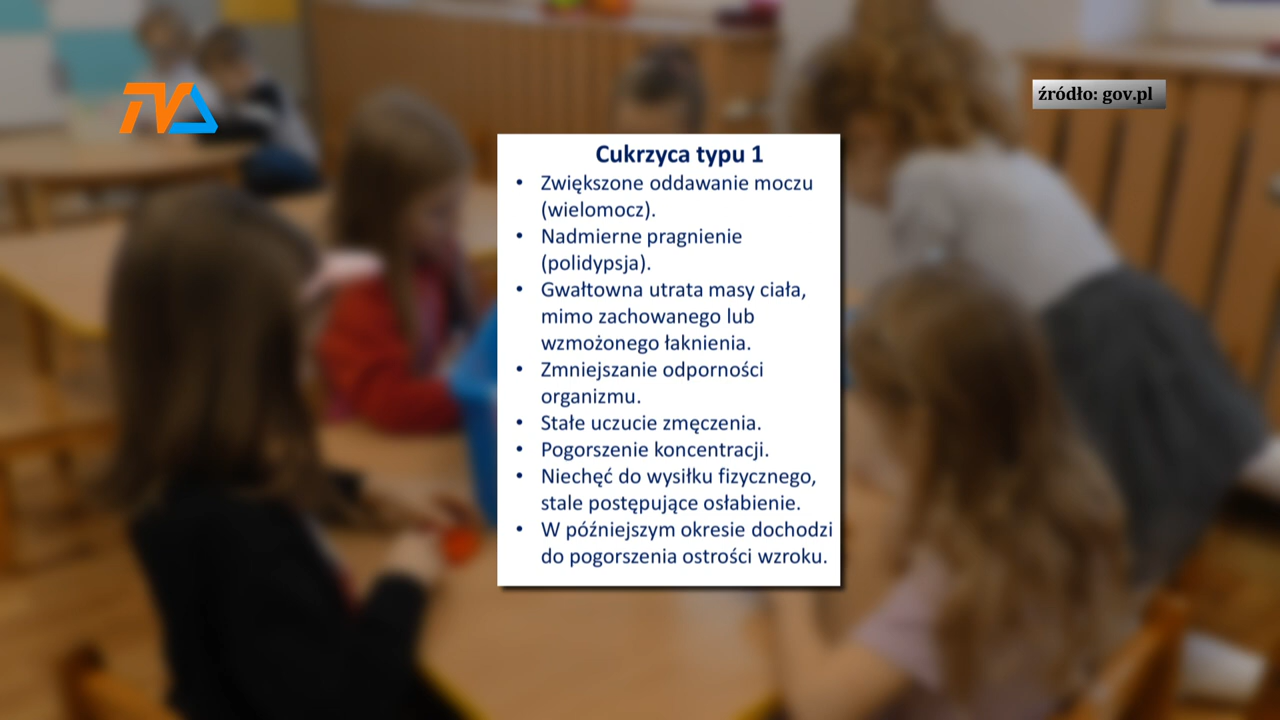 TVS
źródło: gov.pl
Cukrzyca typu 1
• Zwiększone oddawanie moczu
(wielomocz).
• Nadmierne pragnienie
(polidypsja).
• Gwałtowna utrata masy ciała,
mimo zachowanego lub
wzmożonego łaknienia.
• Zmniejszanie odporności
organizmu.
• Stałe uczucie zmęczenia.
• Pogorszenie koncentracji.
• Niechęć do wysiłku fizycznego,
stale postępujące osłabienie.
• W późniejszym okresie dochodzi
do pogorszenia ostrości wzroku.